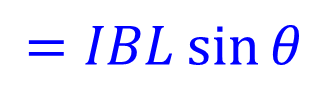 = IBL sin θ